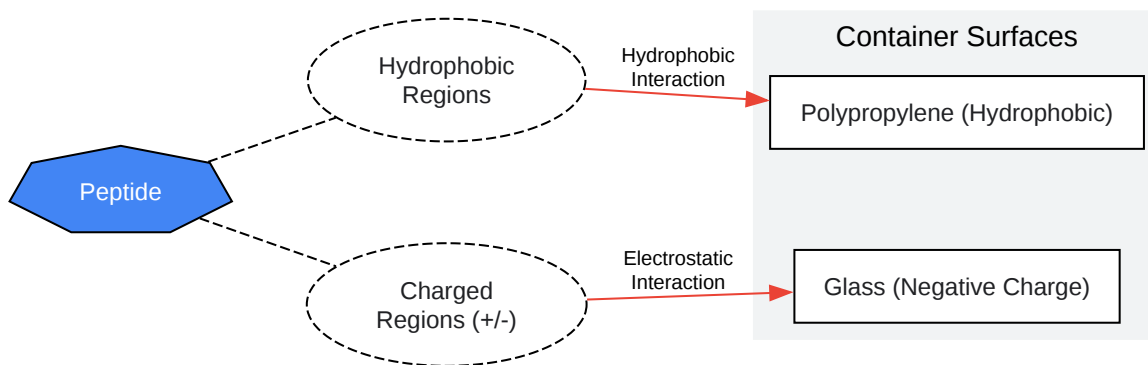 Container Surfaces
Hydrophobic
Regions
Hydrophobic
Interaction
Polypropylene (Hydrophobic)
Peptide
Charged
Regions (+/-)
Electrostatic
Interaction
Glass (Negative Charge)